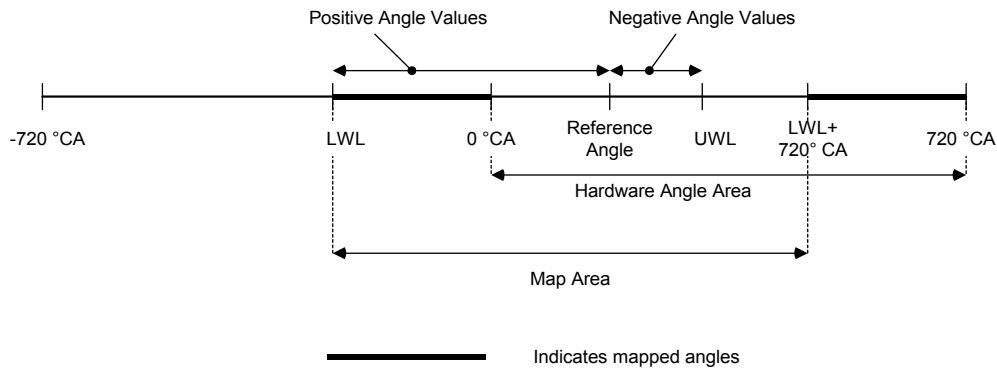 Positive Angle Values
Negative Angle Values
-720 °CA
LWL
0 °CA
Reference
Angle
UWL
LWL+
720° CA
720 °CA
Hardware Angle Area
Map Area
Indicates mapped angles